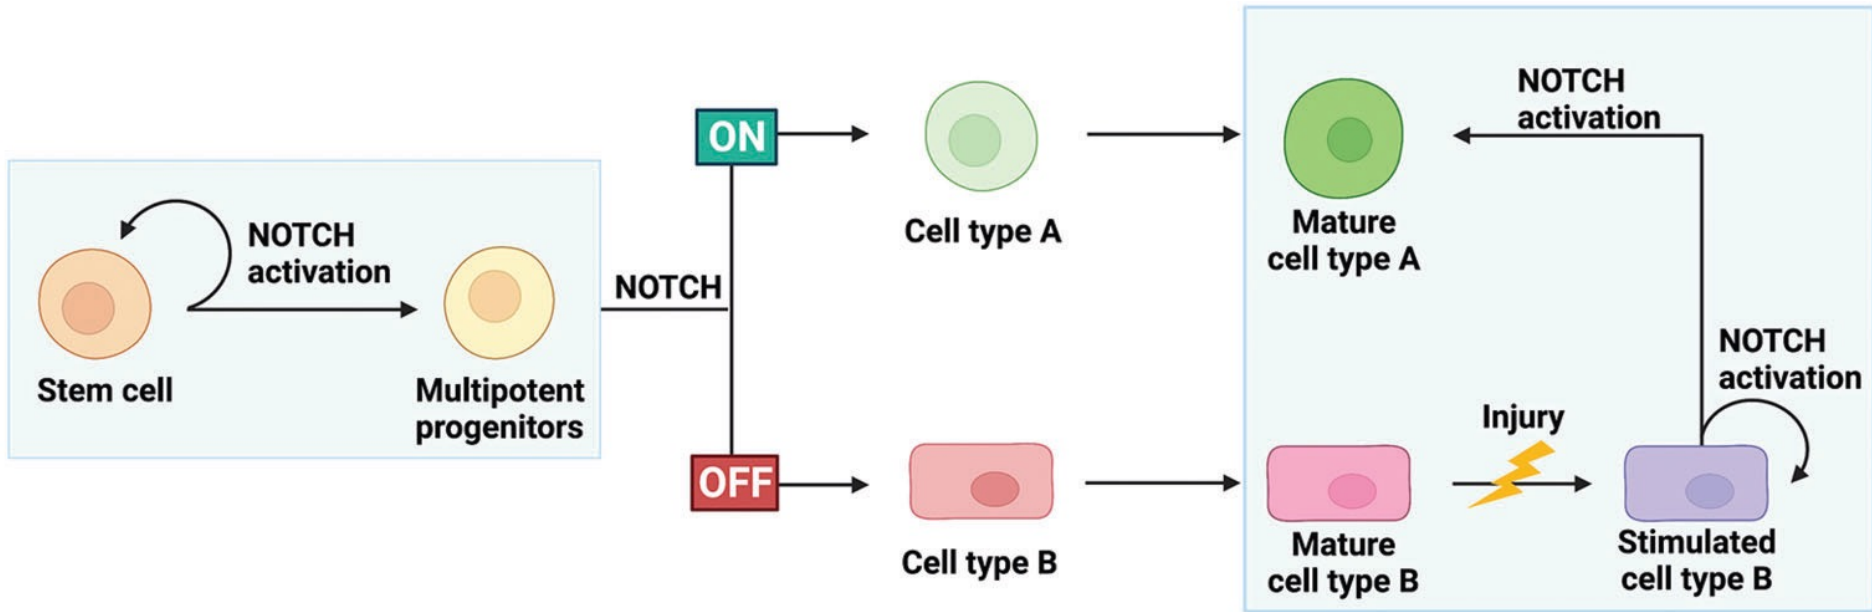 NOTCH
activation
Stem cell
Multipotent
progenitors
NOTCH
ON
OFF
Cell type A
Cell type B
Mature
cell type A
NOTCH
activation
NOTCH
activation
Injury
Mature
cell type B
Stimulated
cell type B